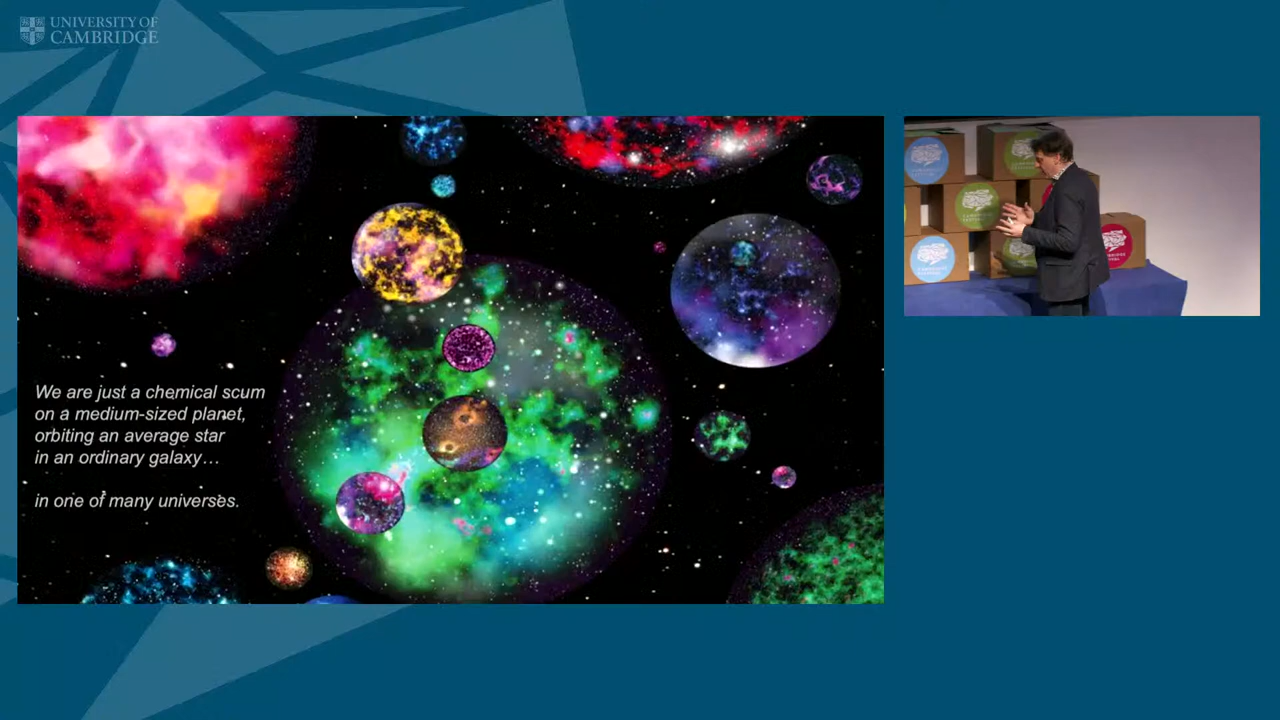 UNIVERSITY OF
CAMBRIDGE
We are just a chemical scum
on a medium-sized planet,
orbiting an average star
in an ordinary galaxy…
in one of many universes.